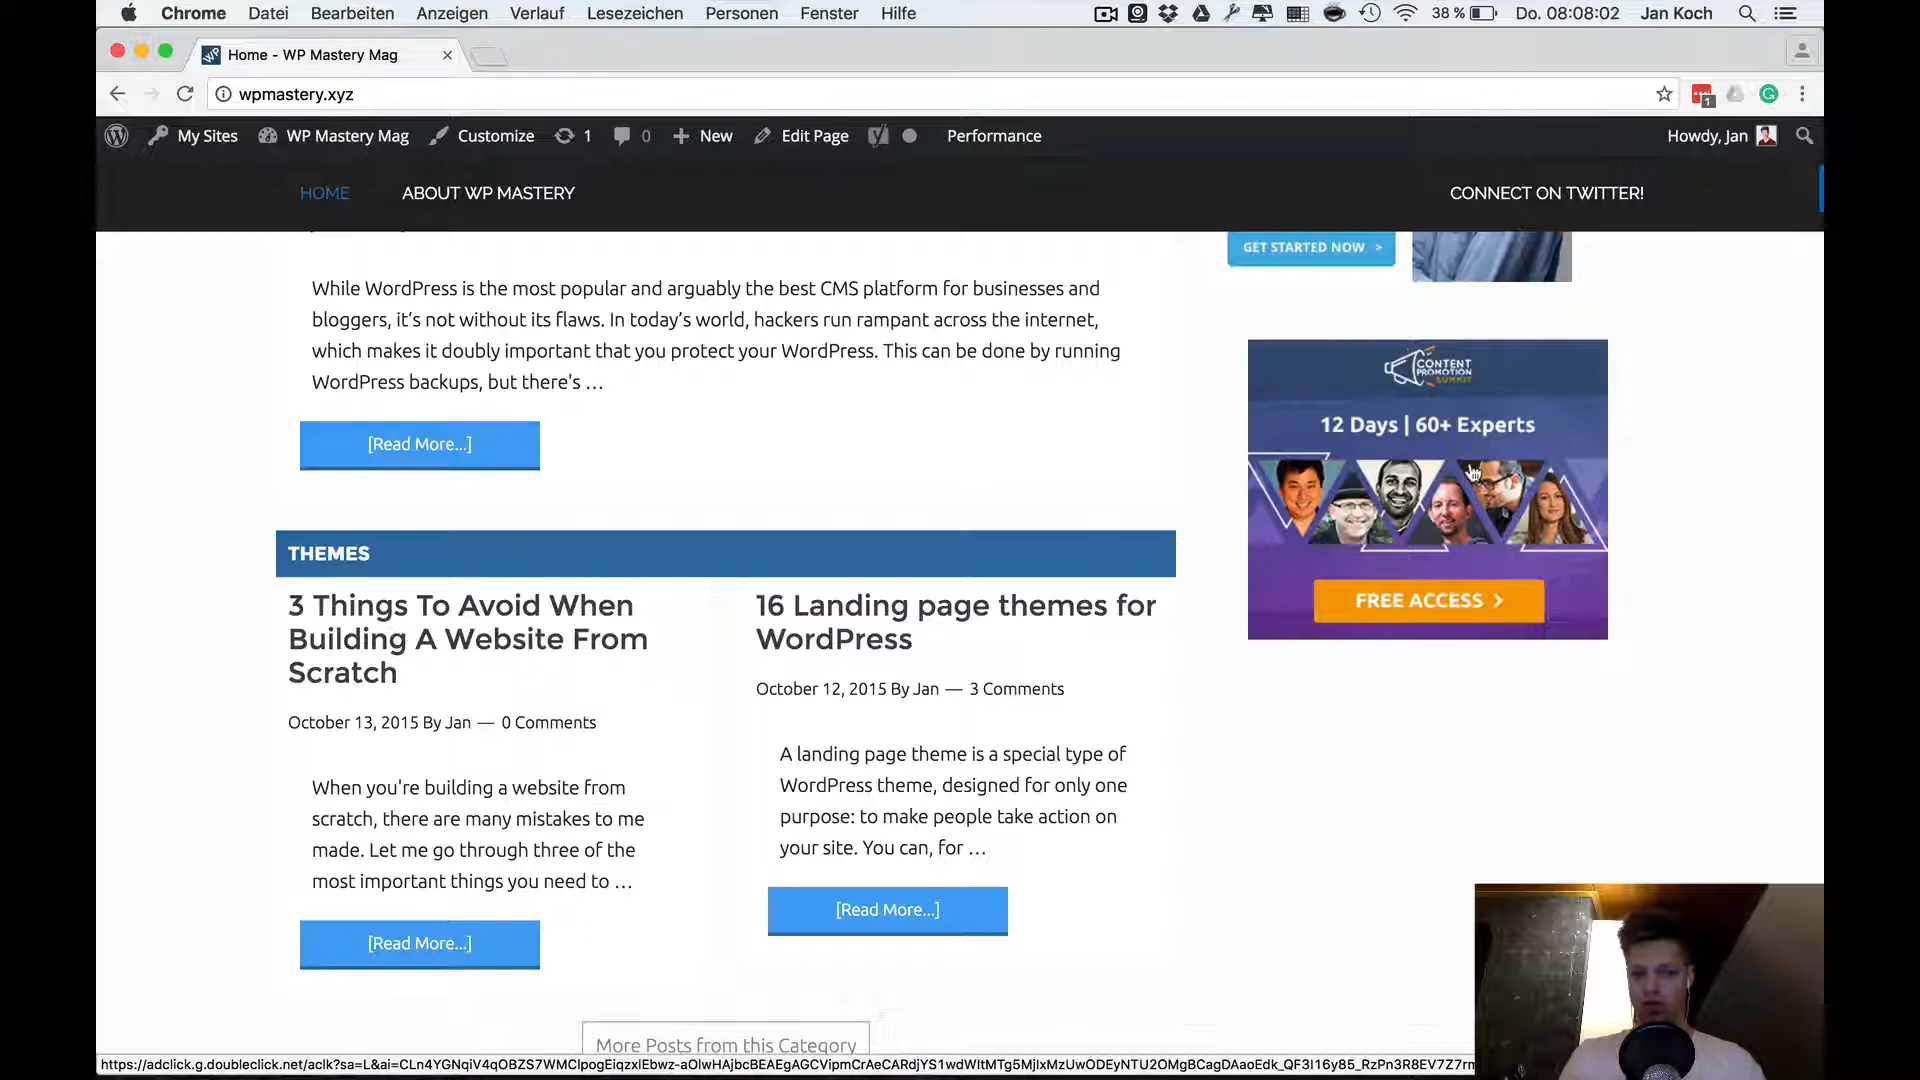 Chrome Datei Bearbeiten Anzeigen Verlauf Lesezeichen Personen Fenster Hilfe 38 % Do. 08:08:02 Jan Koch
Home - WP Mastery Mag
wpmastery.xyz
1
My Sites WP Mastery Mag Customize 1 0 New Edit Page Performance Howdy, Jan
HOME ABOUT WP MASTERY CONNECT ON TWITTER!
GET STARTED NOW >
While WordPress is the most popular and arguably the best CMS platform for businesses and
bloggers, it’s not without its flaws. In today’s world, hackers run rampant across the internet,
which makes it doubly important that you protect your WordPress. This can be done by running
WordPress backups, but there's …
[Read More...]
CONTENT
PROMOTION
SUMMIT
12 Days | 60+ Experts
FREE ACCESS >
THEMES
3 Things To Avoid When
Building A Website From
Scratch
October 13, 2015 By Jan — 0 Comments
When you're building a website from
scratch, there are many mistakes to me
made. Let me go through three of the
most important things you need to …
[Read More...]
16 Landing page themes for
WordPress
October 12, 2015 By Jan — 3 Comments
A landing page theme is a special type of
WordPress theme, designed for only one
purpose: to make people take action on
your site. You can, for …
[Read More...]
More Posts from this Category